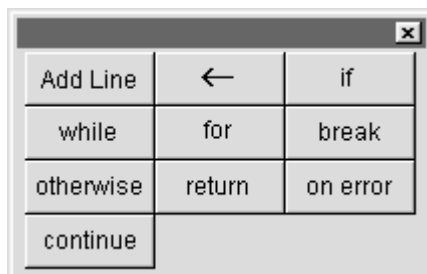 Add Line ← if
while for break
otherwise return on error
continue